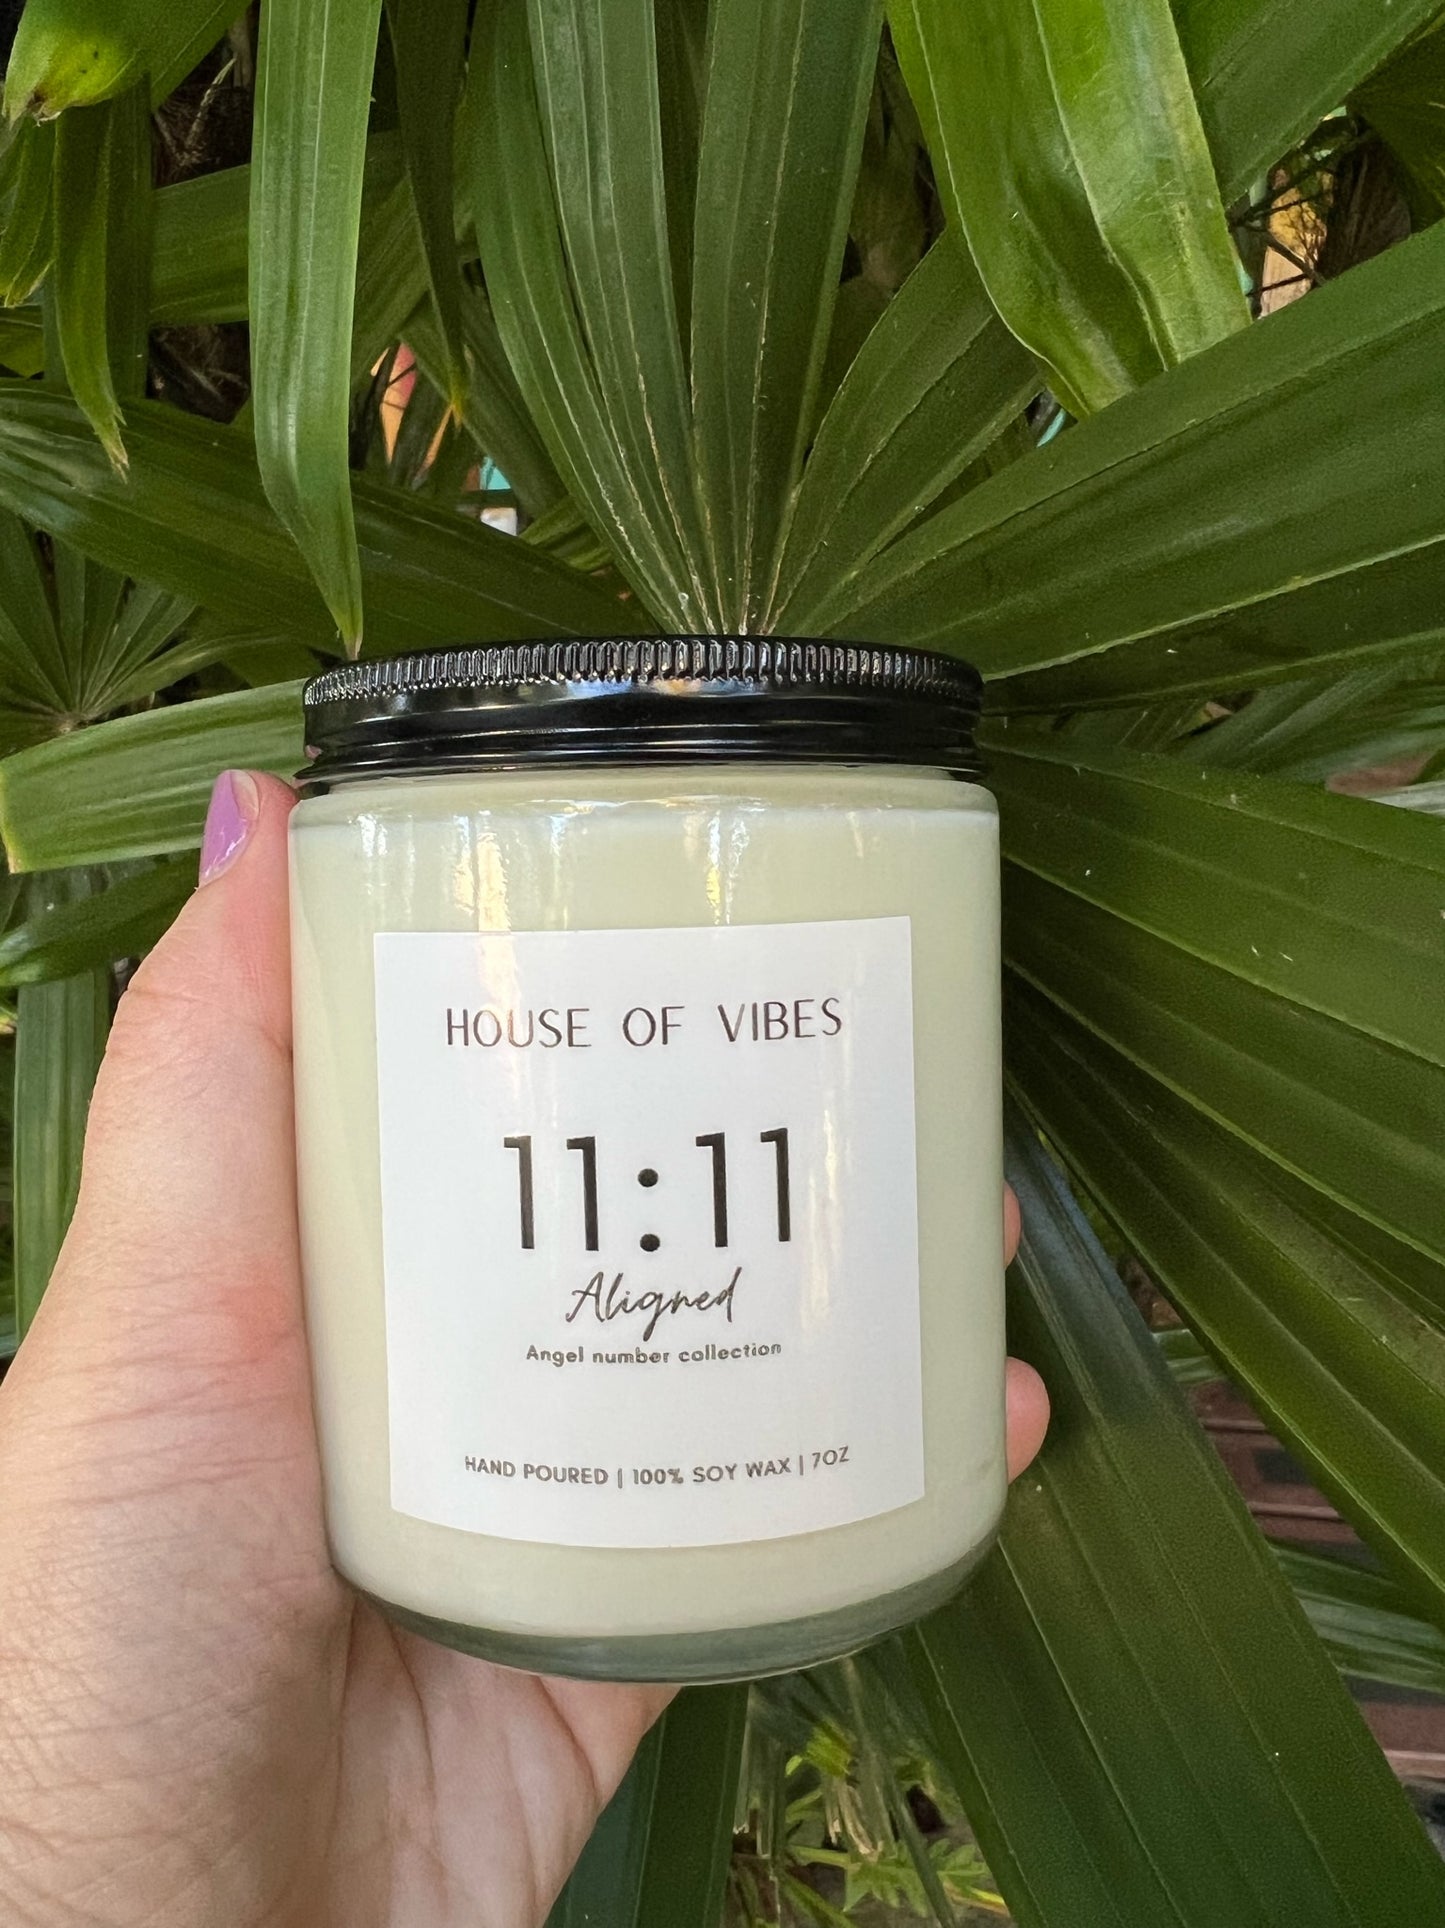 HOUSE OF VIBES
11:11
Aligned
Angel number collection
HAND POURED | 100% SOY WAX | 7OZ